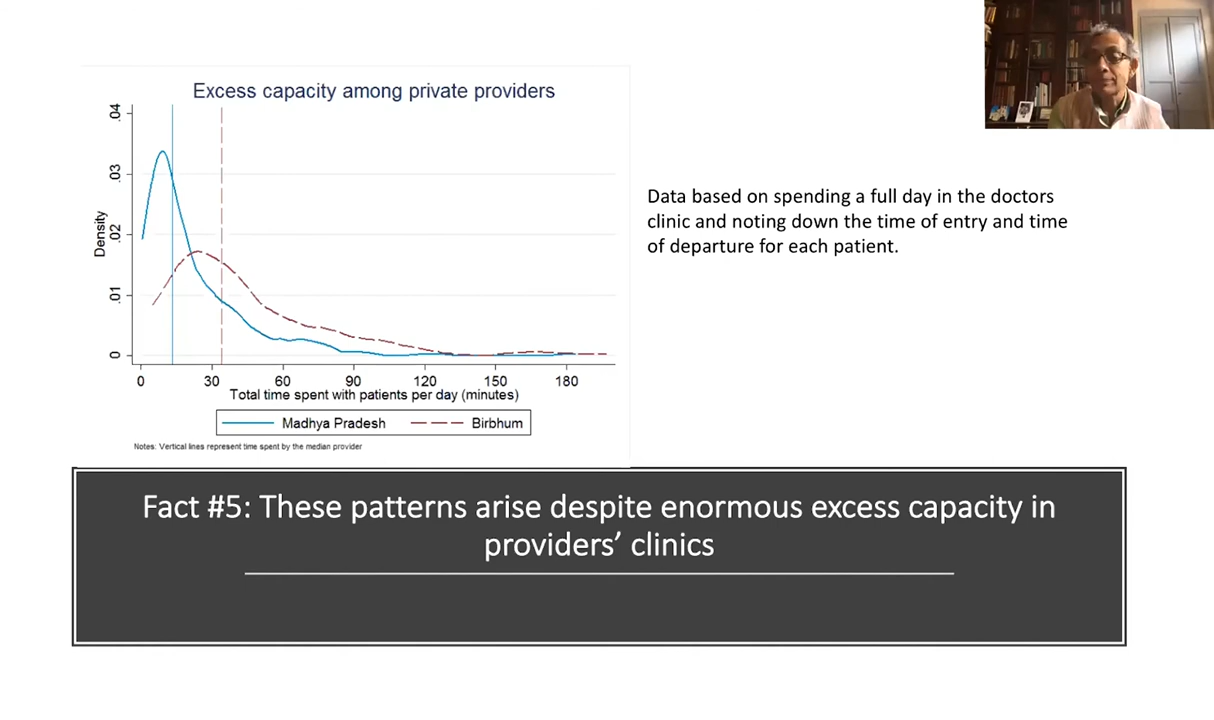 Excess capacity among private providers
.04
.03
.02
.01
0
Density
0 30 60 90 120 150 180
Total time spent with patients per day (minutes)
Madhya Pradesh Birbhum
Notes: Vertical lines represent time spent by the median provider
Data based on spending a full day in the doctors
clinic and noting down the time of entry and time
of departure for each patient.
Fact #5: These patterns arise despite enormous excess capacity in
providers’ clinics